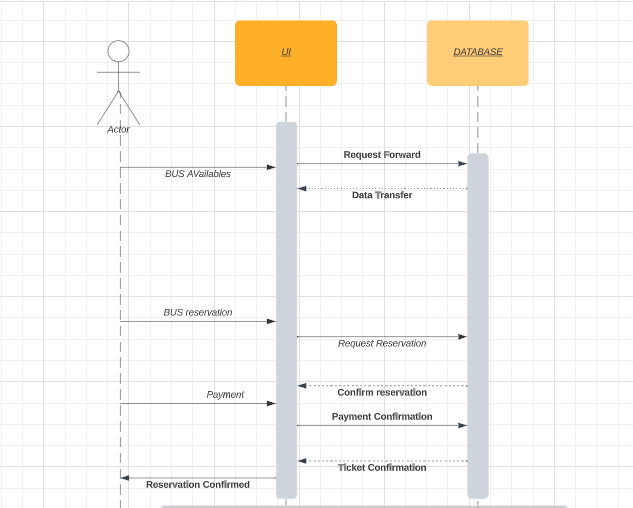 UI
DATABASE
Actor
Request Forward
BUS AVailables
Data Transfer
BUS reservation
Request Reservation
Confirm reservation
Payment
Payment Confirmation
Ticket Confirmation
Reservation Confirmed